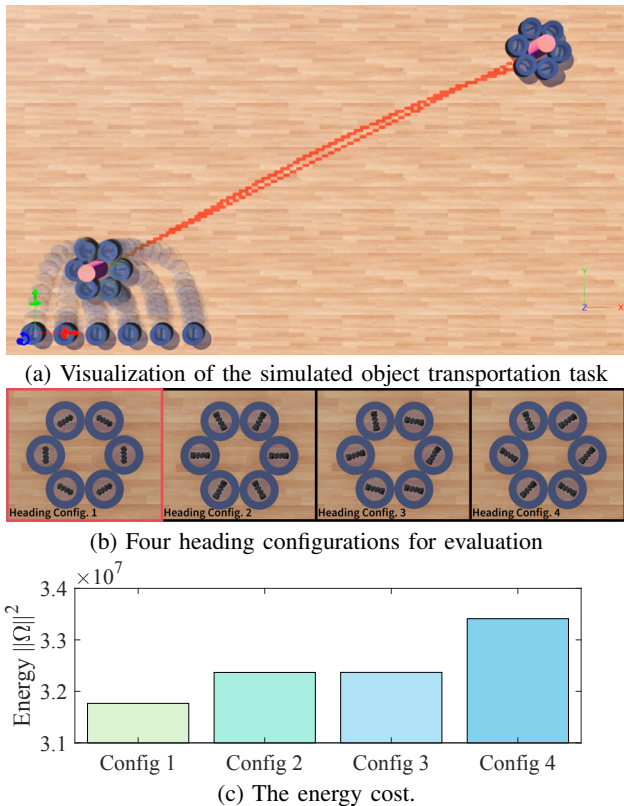 Y
Z X
(a) Visualization of the simulated object transportation task
Heading Config. 1 Heading Config. 2 Heading Config. 3 Heading Config. 4
(b) Four heading configurations for evaluation
×10⁷
3.4
3.3
3.2
3.1
Energy ||Ω||²
Config 1 Config 2 Config 3 Config 4
(c) The energy cost.